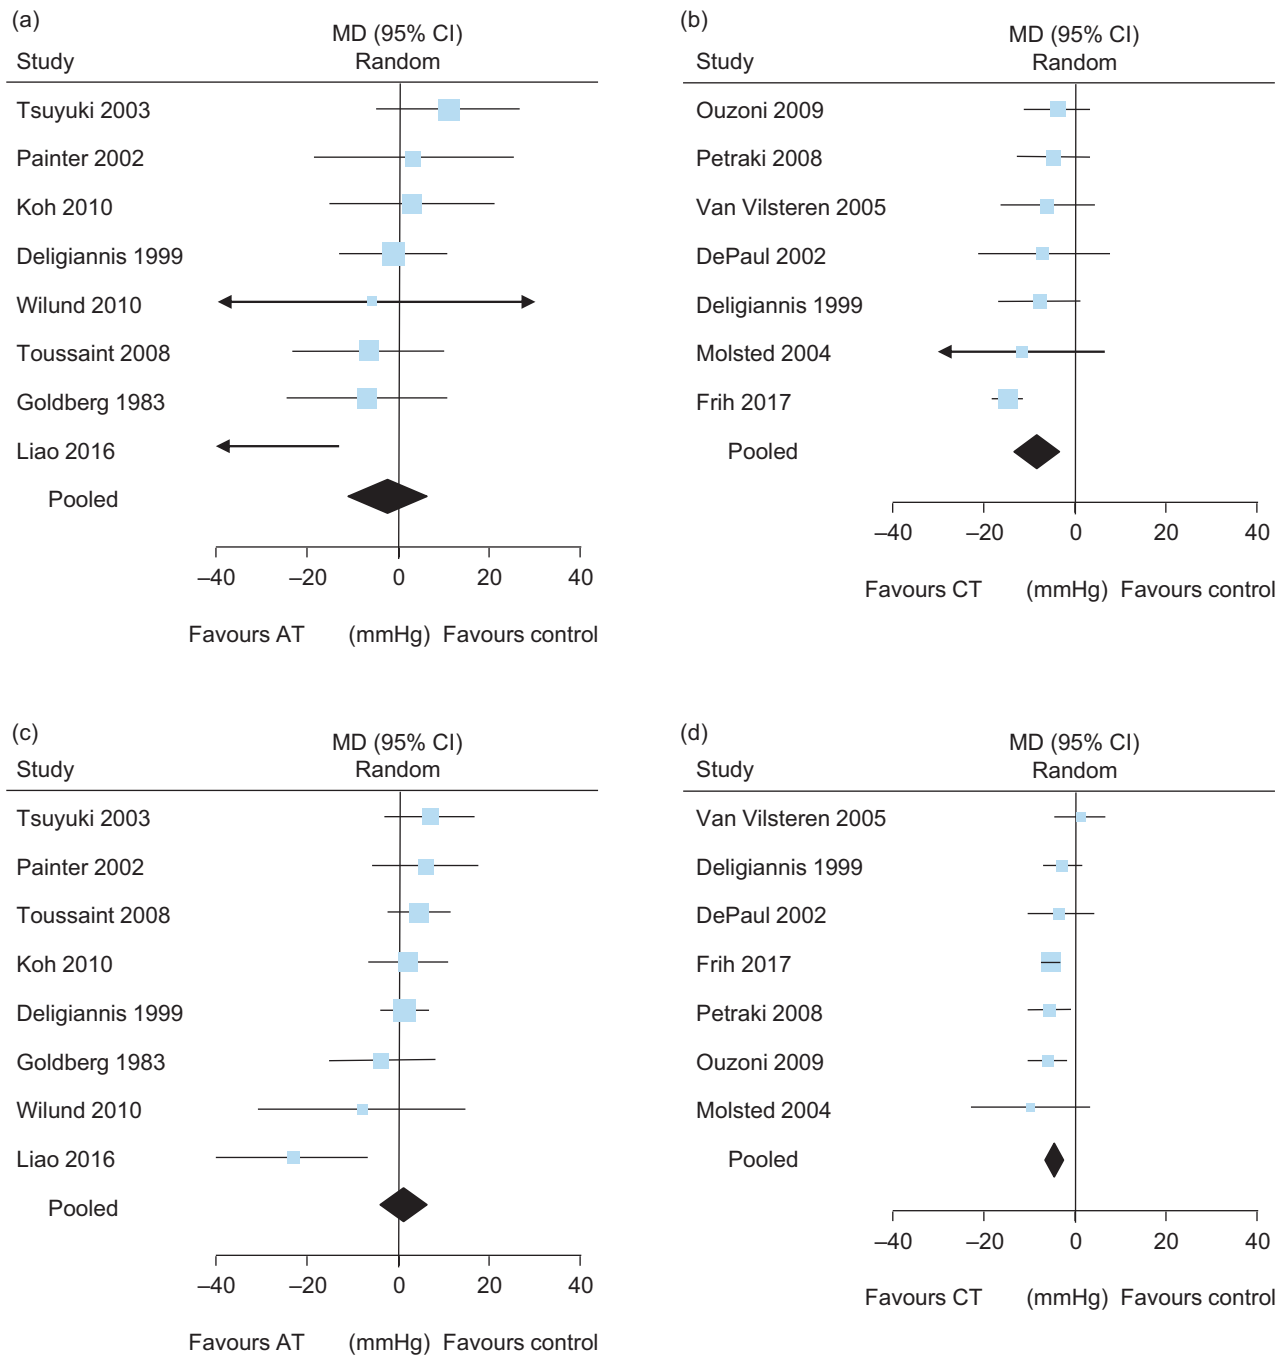 (a)
MD (95% CI)
Study Random
Tsuyuki 2003
Painter 2002
Koh 2010
Deligiannis 1999
Wilund 2010
Toussaint 2008
Goldberg 1983
Liao 2016
Pooled
–40 –20 0 20 40
Favours AT (mmHg) Favours control
(b)
MD (95% CI)
Study Random
Ouzoni 2009
Petraki 2008
Van Vilsteren 2005
DePaul 2002
Deligiannis 1999
Molsted 2004
Frih 2017
Pooled
–40 –20 0 20 40
Favours CT (mmHg) Favours control
(c)
MD (95% CI)
Study Random
Tsuyuki 2003
Painter 2002
Toussaint 2008
Koh 2010
Deligiannis 1999
Goldberg 1983
Wilund 2010
Liao 2016
Pooled
–40 –20 0 20 40
Favours AT (mmHg) Favours control
(d)
MD (95% CI)
Study Random
Van Vilsteren 2005
Deligiannis 1999
DePaul 2002
Frih 2017
Petraki 2008
Ouzoni 2009
Molsted 2004
Pooled
–40 –20 0 20 40
Favours CT (mmHg) Favours control